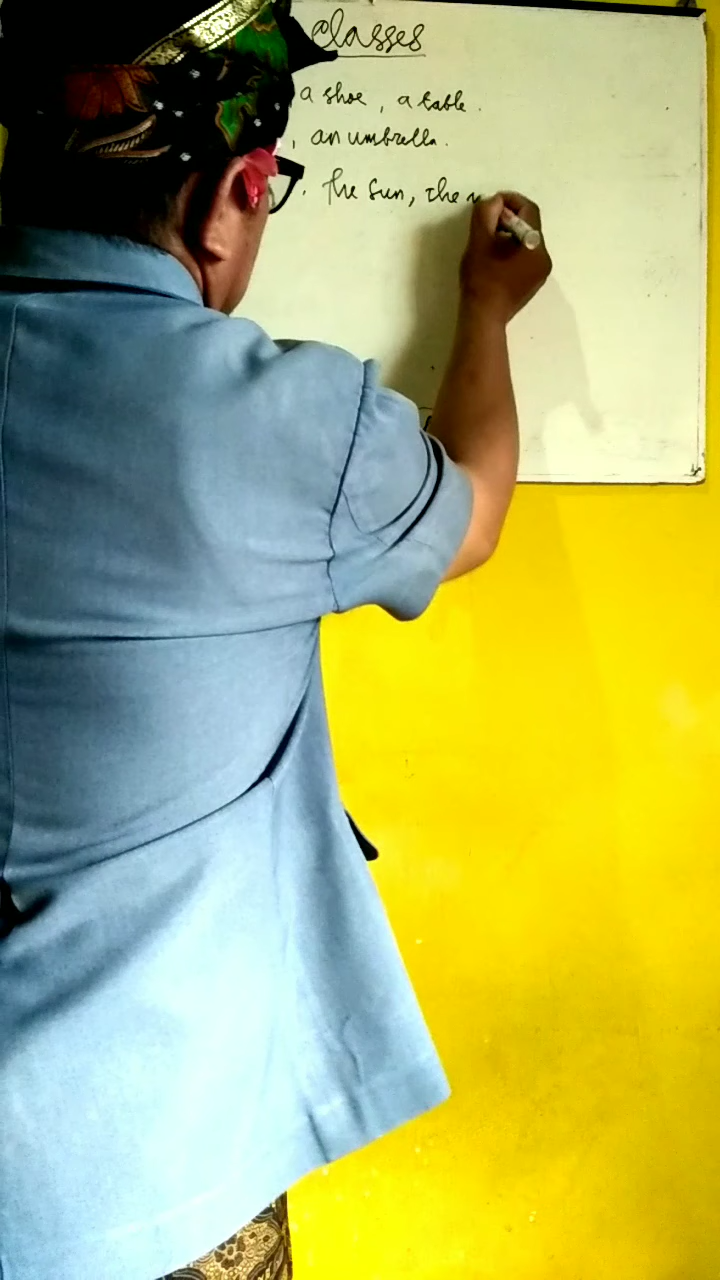 classes
a shoe, a table.
, an umbrella.
. The Sun, the